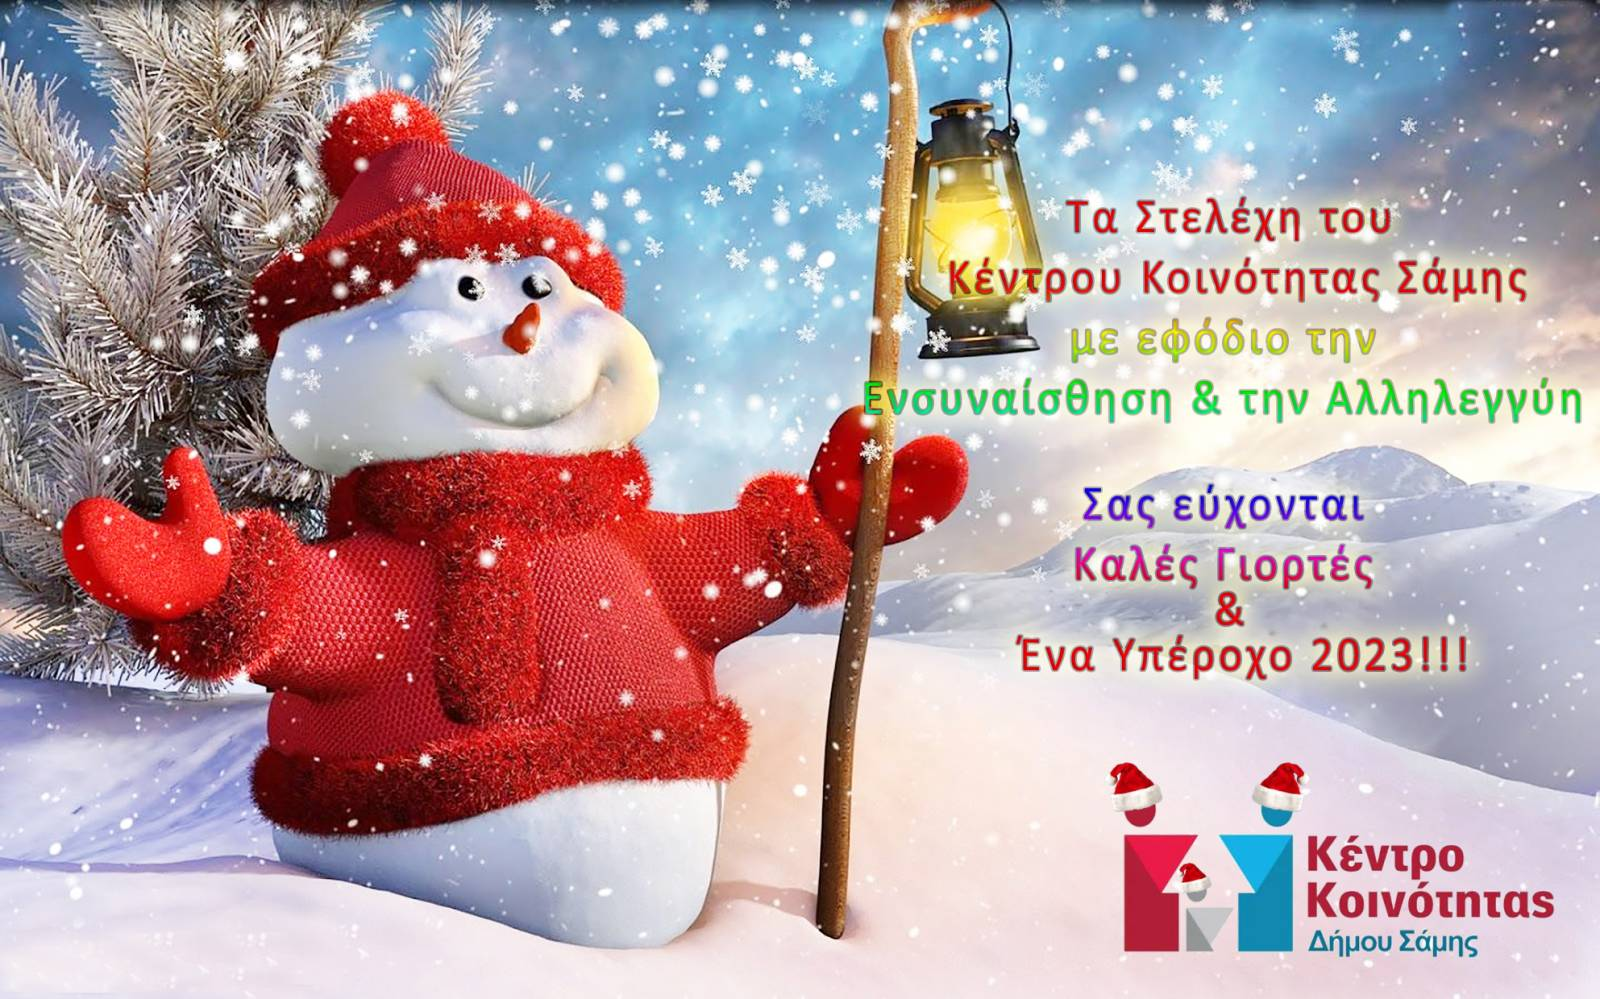 Τα Στελέχη του
Κέντρου Κοινότητας Σάμης
με εφόδιο την
Ενσυναίσθηση & την Αλληλεγγύη
Σας εύχονται
Καλές Γιορτές
&
Ένα Υπέροχο 2023!!!
Κέντρο
Κοινότητας
Δήμου Σάμης